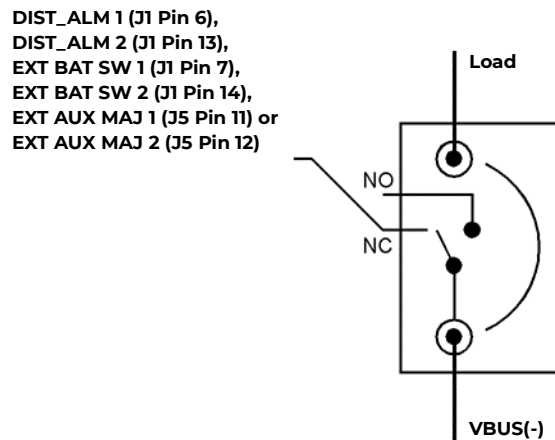 DIST_ALM 1 (J1 Pin 6),
DIST_ALM 2 (J1 Pin 13),
EXT BAT SW 1 (J1 Pin 7),
EXT BAT SW 2 (J1 Pin 14),
EXT AUX MAJ 1 (J5 Pin 11) or
EXT AUX MAJ 2 (J5 Pin 12)
Load
NO
NC
VBUS(-)